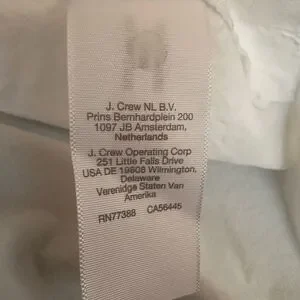 J. Crew NL B.V.
Prins Bernhardplein 200
1097 JB Amsterdam,
Netherlands
J. Crew Operating Corp
251 Little Falls Drive
USA DE 19808 Wilmington,
Delaware
Verenidge Staten Van
Amerika
RN77388 CA56445